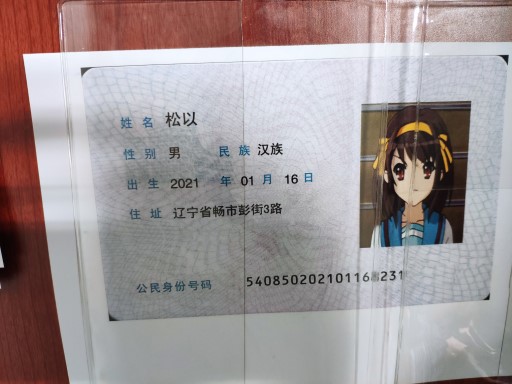 姓名 松以
性别 男 民族 汉族
出生 2021 年 01 月 16 日
住址 辽宁省畅市彭街3路
公民身份号码 540850202101168231